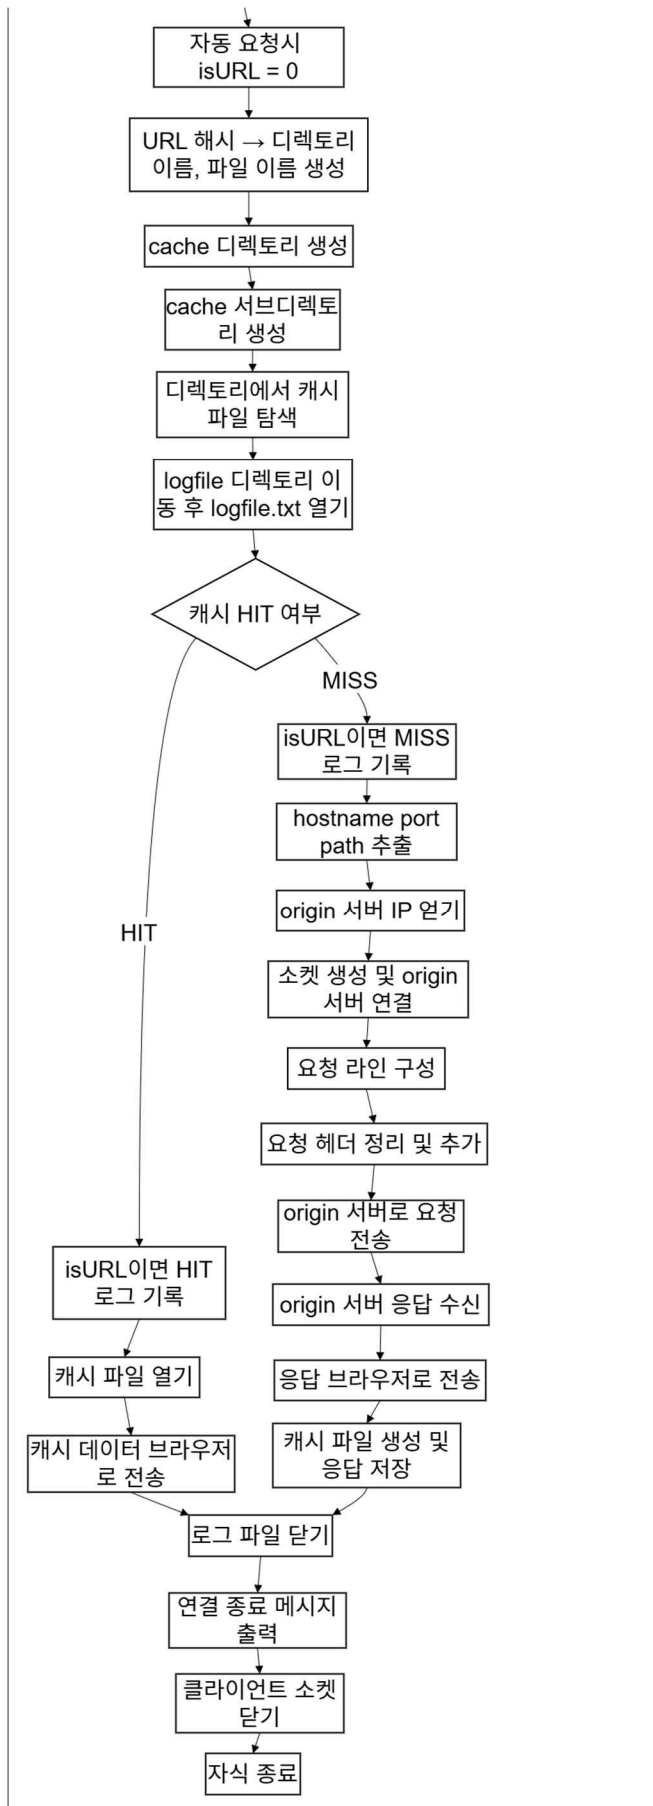 자동 요청시
isURL = 0
URL 해시 → 디렉토리
이름, 파일 이름 생성
cache 디렉토리 생성
cache 서브디렉토
리 생성
디렉토리에서 캐시
파일 탐색
logfile 디렉토리 이
동 후 logfile.txt 열기
캐시 HIT 여부
MISS
isURL이면 MISS
로그 기록
hostname port
path 추출
origin 서버 IP 얻기
HIT
소켓 생성 및 origin
서버 연결
요청 라인 구성
요청 헤더 정리 및 추가
origin 서버로 요청
전송
isURL이면 HIT
로그 기록
origin 서버 응답 수신
캐시 파일 열기
응답 브라우저로 전송
캐시 데이터 브라우저
로 전송
캐시 파일 생성 및
응답 저장
로그 파일 닫기
연결 종료 메시지
출력
클라이언트 소켓
닫기
자식 종료